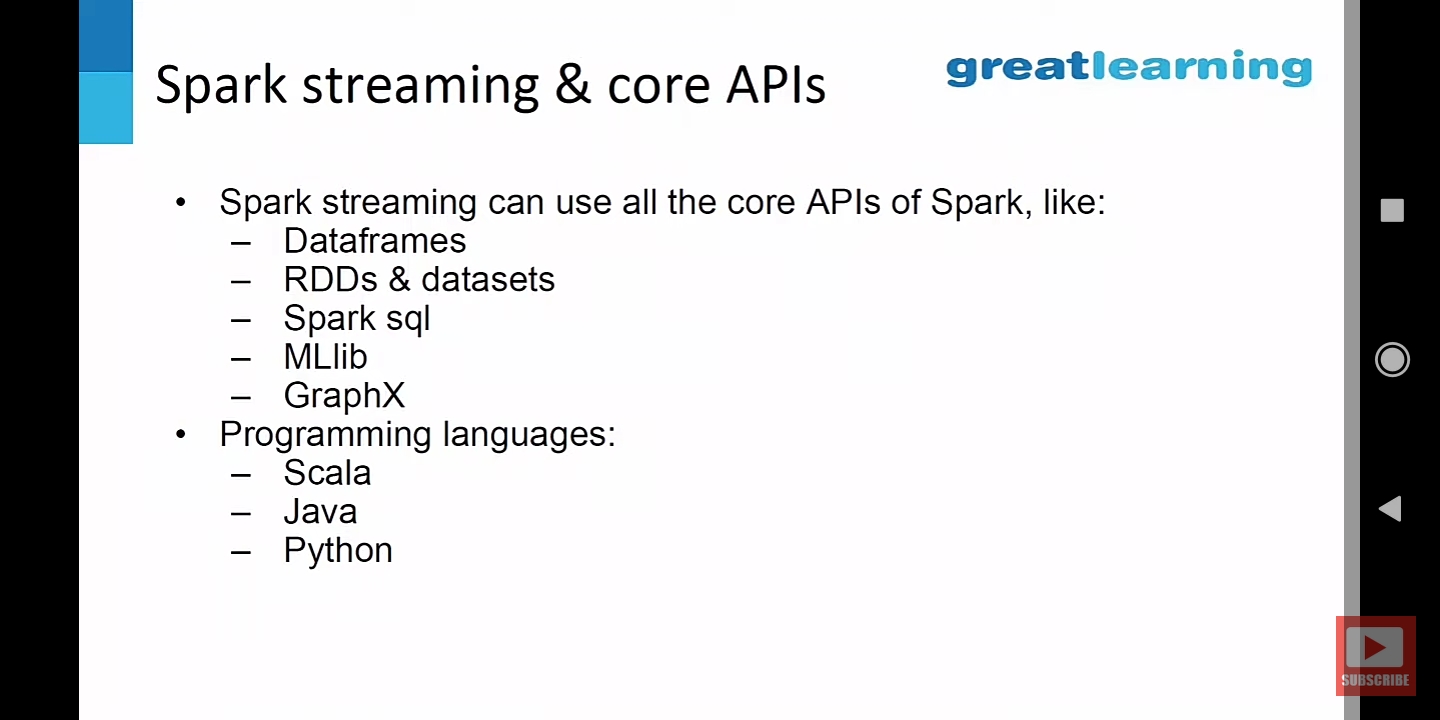 Spark streaming & core APIs
greatlearning
• Spark streaming can use all the core APIs of Spark, like:
– Dataframes
– RDDs & datasets
– Spark sql
– MLlib
– GraphX
• Programming languages:
– Scala
– Java
– Python
SUBSCRIBE